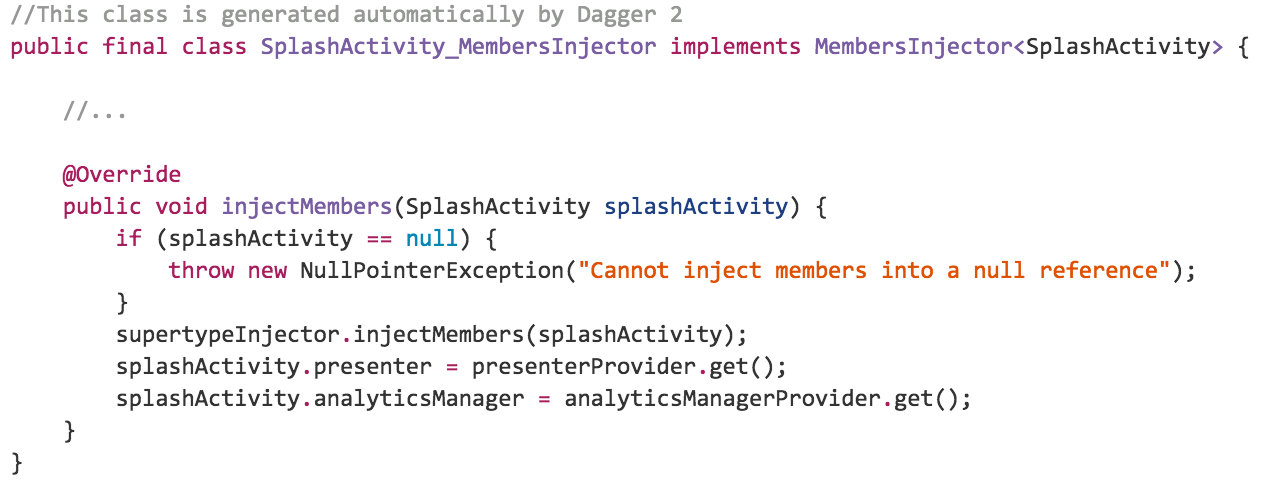 //This class is generated automatically by Dagger 2
public final class SplashActivity_MembersInjector implements MembersInjector<SplashActivity> {
//...
@Override
public void injectMembers(SplashActivity splashActivity) {
if (splashActivity == null) {
throw new NullPointerException("Cannot inject members into a null reference");
}
supertypeInjector.injectMembers(splashActivity);
splashActivity.presenter = presenterProvider.get();
splashActivity.analyticsManager = analyticsManagerProvider.get();
}
}